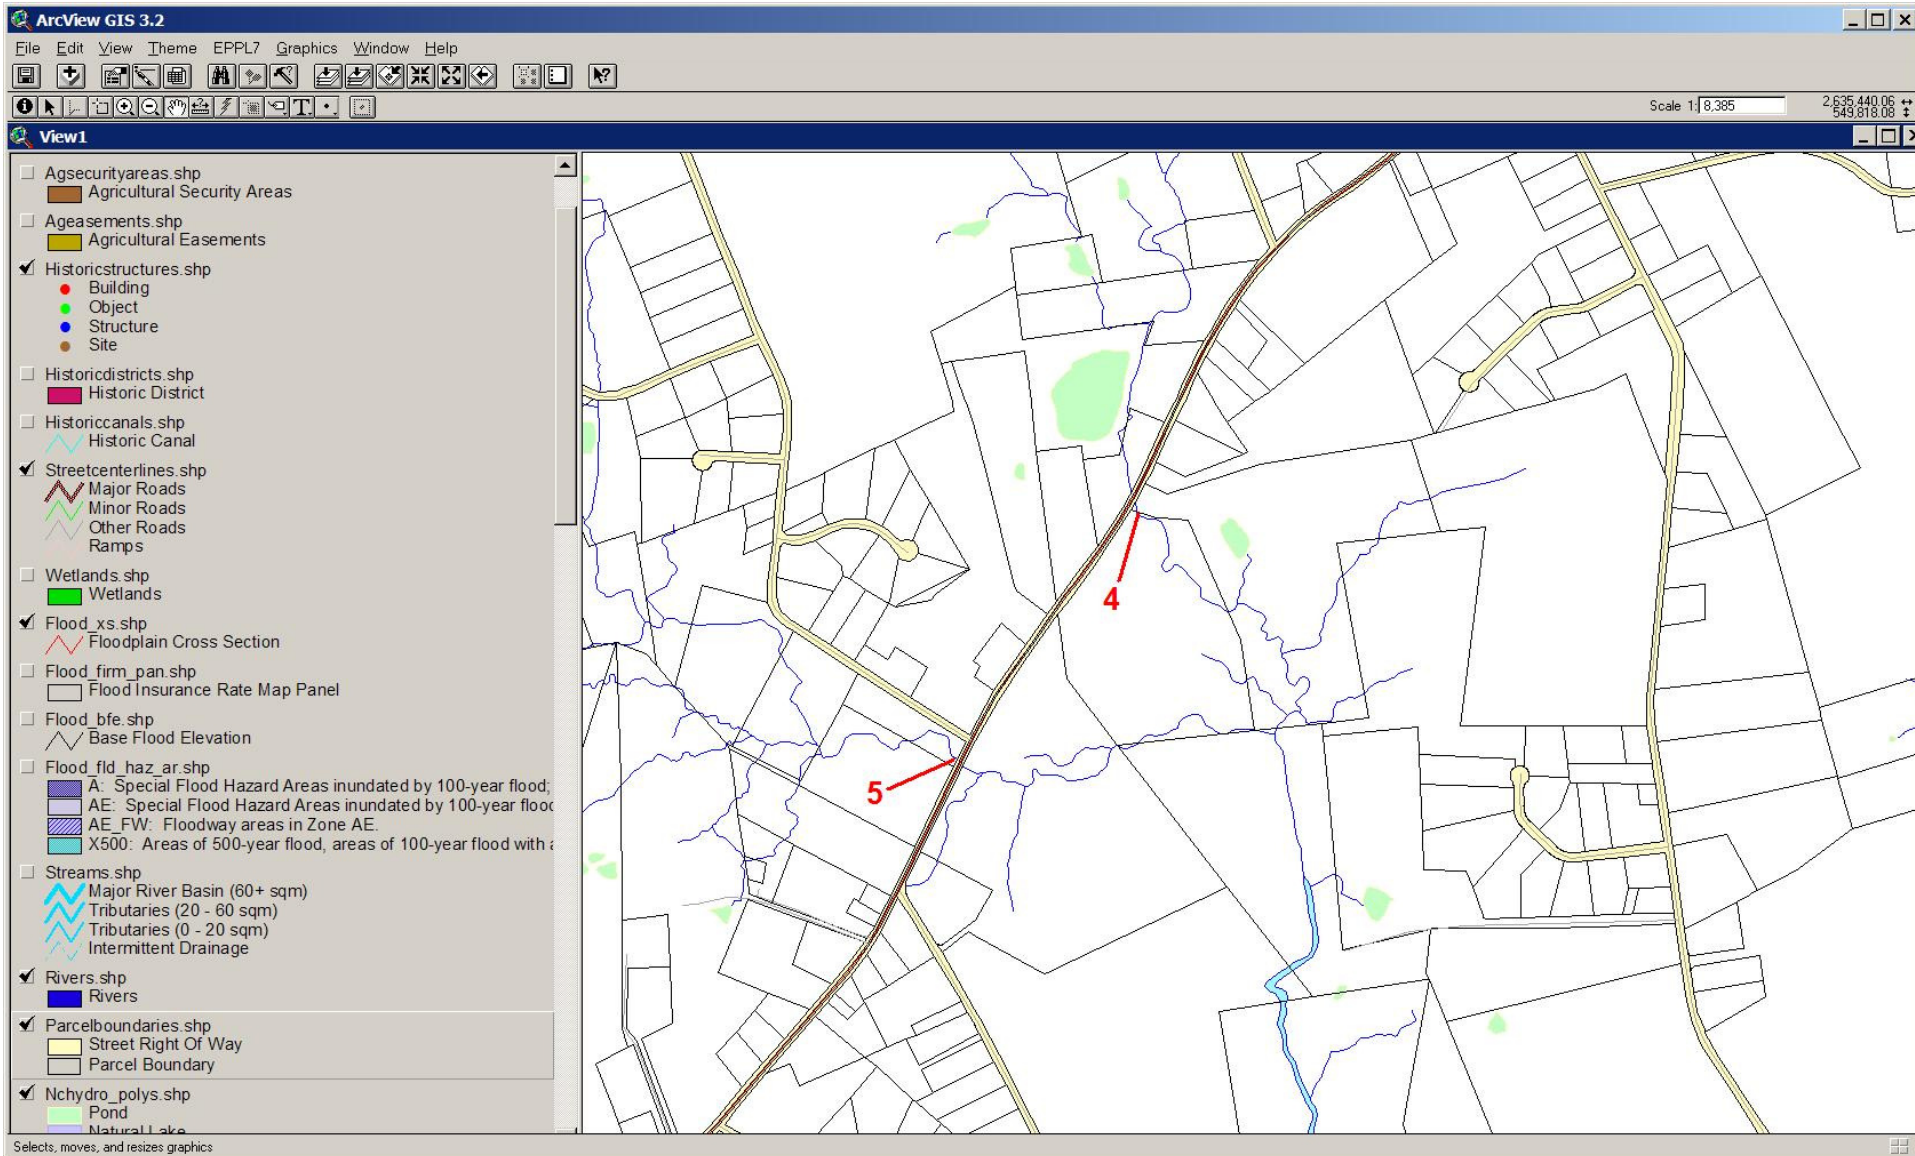 ArcView GIS 3.2
File Edit View Theme EPPL7 Graphics Window Help
Scale 1: 8,385
2,635,440.06
549,818.08
View1
Agsecurityareas.shp
Agricultural Security Areas
Ageasements.shp
Agricultural Easements
Historicstructures.shp
Building
Object
Structure
Site
Historicdistricts.shp
Historic District
Historiccanals.shp
Historic Canal
Streetcenterlines.shp
Major Roads
Minor Roads
Other Roads
Ramps
Wetlands.shp
Wetlands
Flood_xs.shp
Floodplain Cross Section
Flood_firm_pan.shp
Flood Insurance Rate Map Panel
Flood_bfe.shp
Base Flood Elevation
Flood_fld_haz_ar.shp
A: Special Flood Hazard Areas inundated by 100-year flood;
AE: Special Flood Hazard Areas inundated by 100-year flood
AE_FW: Floodway areas in Zone AE.
X500: Areas of 500-year flood, areas of 100-year flood with a
Streams.shp
Major River Basin (60+ sqm)
Tributaries (20 - 60 sqm)
Tributaries (0 - 20 sqm)
Intermittent Drainage
Rivers.shp
Rivers
Parcelboundaries.shp
Street Right Of Way
Parcel Boundary
Nchydro_polys.shp
Pond
Natural Lake
4
5
Selects, moves, and resizes graphics